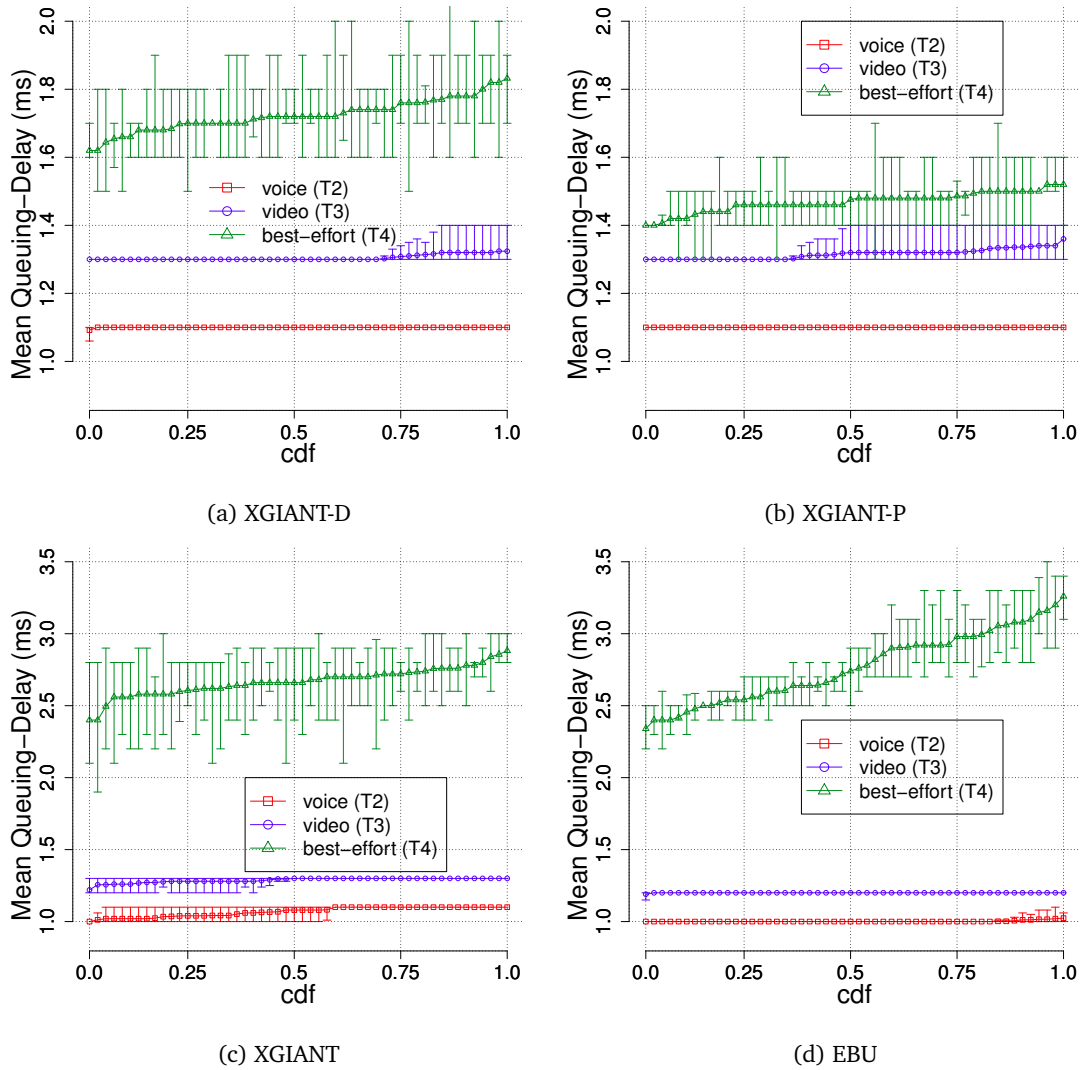 Mean Queuing−Delay (ms)
2.0
1.8
1.6
1.4
1.2
1.0
voice (T2)
video (T3)
best−effort (T4)
0.0 0.25 0.5 0.75 1.0
cdf
(a) XGIANT-D
Mean Queuing−Delay (ms)
2.0
1.8
1.6
1.4
1.2
1.0
voice (T2)
video (T3)
best−effort (T4)
0.0 0.25 0.5 0.75 1.0
cdf
(b) XGIANT-P
Mean Queuing−Delay (ms)
3.5
3.0
2.5
2.0
1.5
1.0
voice (T2)
video (T3)
best−effort (T4)
0.0 0.25 0.5 0.75 1.0
cdf
(c) XGIANT
Mean Queuing−Delay (ms)
3.5
3.0
2.5
2.0
1.5
1.0
voice (T2)
video (T3)
best−effort (T4)
0.0 0.25 0.5 0.75 1.0
cdf
(d) EBU